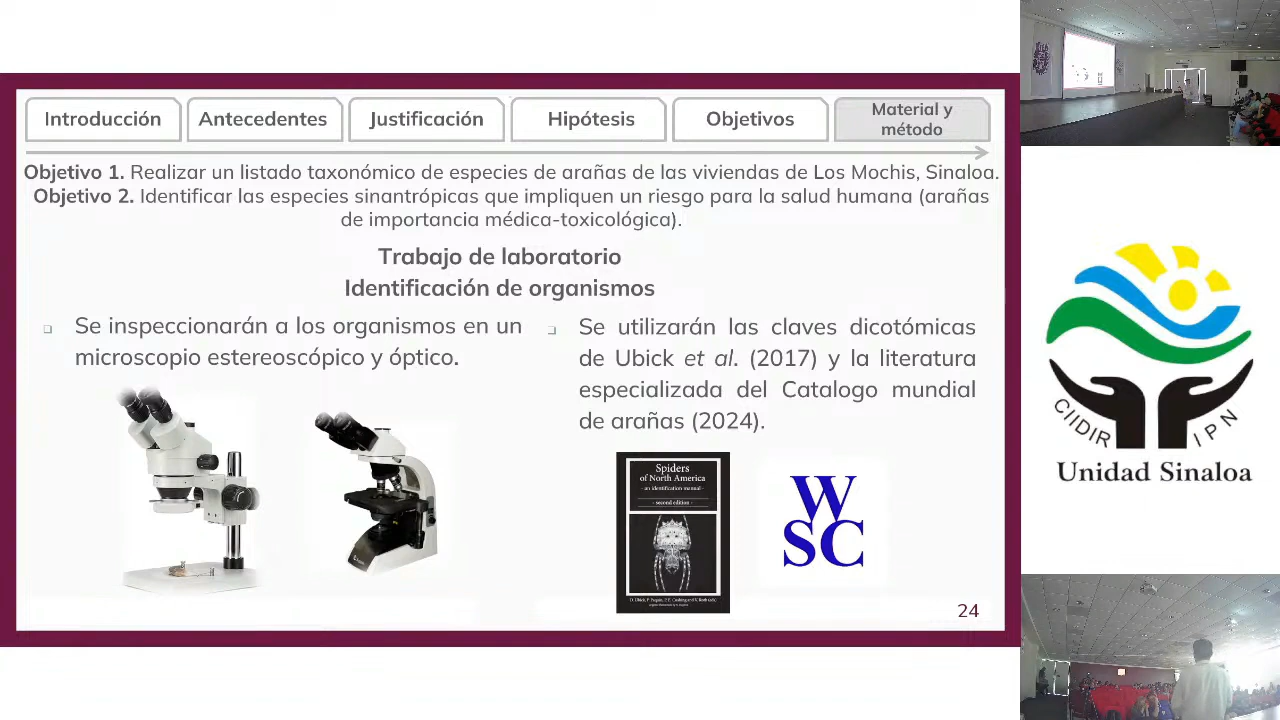 Introducción
Antecedentes
Justificación
Hipótesis
Objetivos
Material y
método
Objetivo 1. Realizar un listado taxonómico de especies de arañas de las viviendas de Los Mochis, Sinaloa.
Objetivo 2. Identificar las especies sinantrópicas que impliquen un riesgo para la salud humana (arañas
de importancia médica-toxicológica).
Trabajo de laboratorio
Identificación de organismos
❑ Se inspeccionarán a los organismos en un
microscopio estereoscópico y óptico.
❑ Se utilizarán las claves dicotómicas
de Ubick et al. (2017) y la literatura
especializada del Catalogo mundial
de arañas (2024).
Spiders
of North America
- an identification manual -
- second edition -
W
SC
24
CIIDIR IPN
Unidad Sinaloa